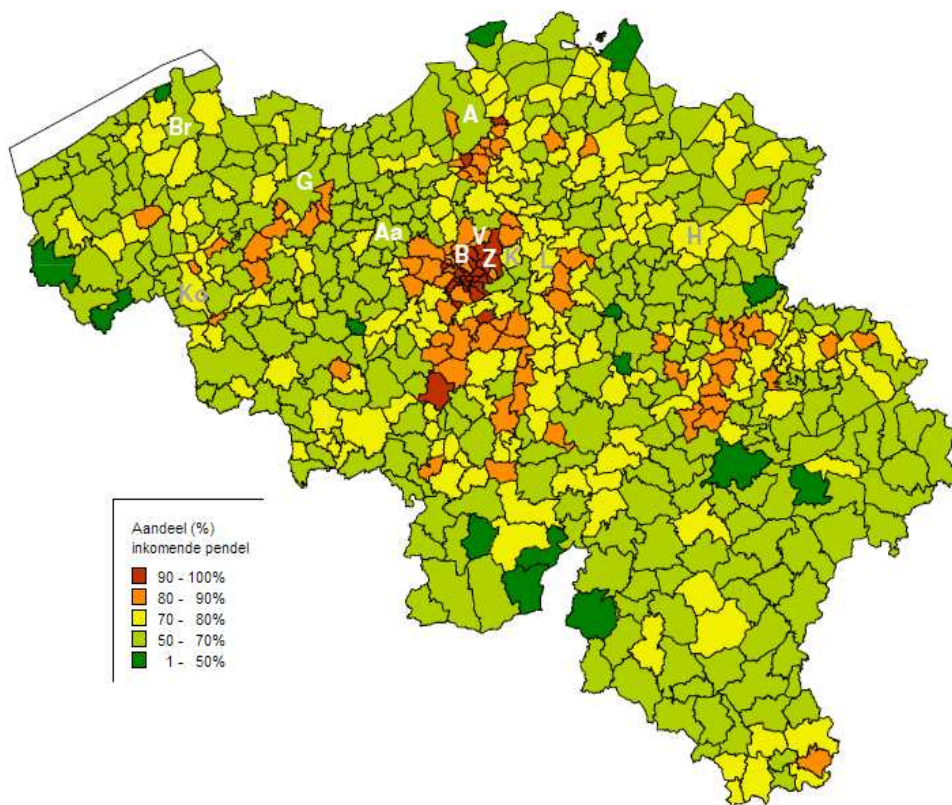 A
Br
G
Aa
V
B
Z
K
L
H
Ko
Aandeel (%)
inkomende pendel
90 - 100%
80 - 90%
70 - 80%
50 - 70%
1 - 50%